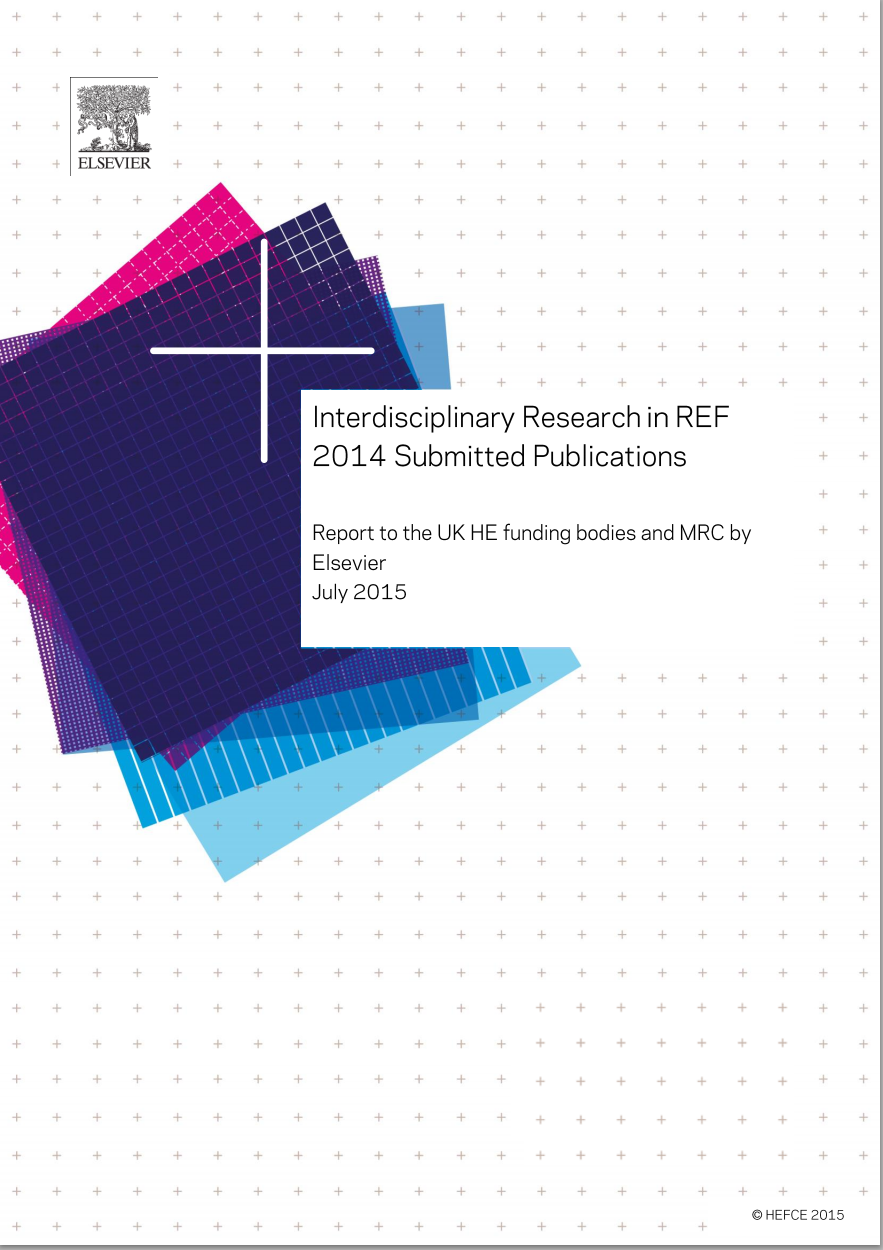 ELSEVIER
Interdisciplinary Research in REF
2014 Submitted Publications
Report to the UK HE funding bodies and MRC by
Elsevier
July 2015
© HEFCE 2015